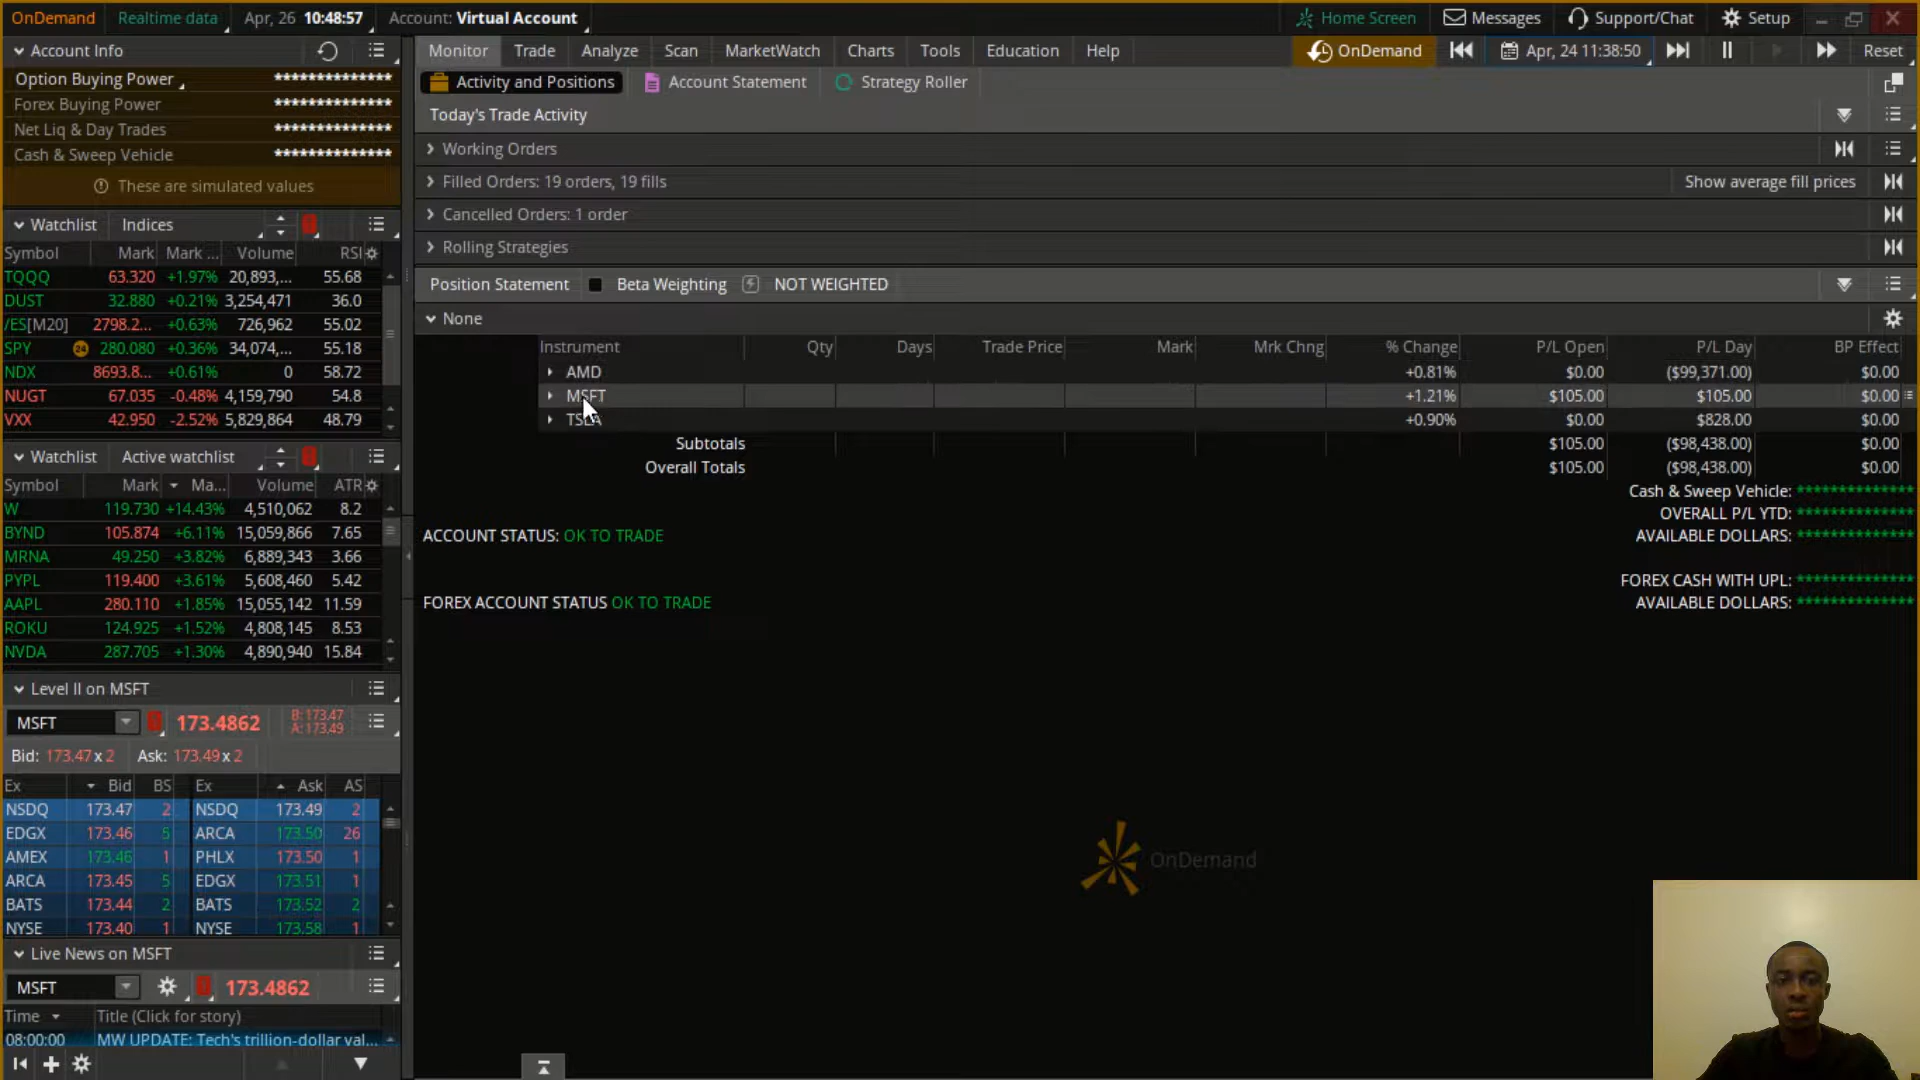 OnDemand Realtime data Apr, 26 10:48:57 Account: Virtual Account Home Screen Messages Support/Chat Setup
Account Info
Option Buying Power **************
Forex Buying Power **************
Net Liq & Day Trades **************
Cash & Sweep Vehicle **************
These are simulated values
Watchlist Indices
Symbol Mark Mark ... Volume RSI
TQQQ 63.320 +1.97% 20,893,... 55.68
DUST 32.880 +0.21% 3,254,471 36.0
/ES[M20] 2798.2... +0.63% 726,962 55.02
SPY 24 280.080 +0.36% 34,074,... 55.18
NDX 8693.8... +0.61% 0 58.72
NUGT 67.035 -0.48% 4,159,790 54.8
VXX 42.950 -2.52% 5,829,864 48.79
Watchlist Active watchlist
Symbol Mark Ma... Volume ATR
W 119.730 +14.43% 4,510,062 8.2
BYND 105.874 +6.11% 15,059,866 7.65
MRNA 49.250 +3.82% 6,889,343 3.66
PYPL 119.400 +3.61% 5,608,460 5.42
AAPL 280.110 +1.85% 15,055,142 11.59
ROKU 124.925 +1.52% 4,808,145 8.53
NVDA 287.705 +1.30% 4,890,940 15.84
Level II on MSFT
MSFT 173.4862 B: 173.47
A: 173.49
Bid: 173.47 x 2 Ask: 173.49 x 2
Ex Bid BS Ex Ask AS
NSDQ 173.47 2 NSDQ 173.49 2
EDGX 173.46 5 ARCA 173.50 26
AMEX 173.46 1 PHLX 173.50 1
ARCA 173.45 5 EDGX 173.51 1
BATS 173.44 2 BATS 173.52 2
NYSE 173.40 1 NYSE 173.58 1
Live News on MSFT
MSFT 173.4862
Time Title (Click for story)
08:00:00 MW UPDATE: Tech's trillion-dollar val...
Monitor Trade Analyze Scan MarketWatch Charts Tools Education Help OnDemand Apr, 24 11:38:50 Reset
Activity and Positions Account Statement Strategy Roller
Today's Trade Activity
Working Orders
Filled Orders: 19 orders, 19 fills Show average fill prices
Cancelled Orders: 1 order
Rolling Strategies
Position Statement Beta Weighting NOT WEIGHTED
None
Instrument Qty Days Trade Price Mark Mrk Chng % Change P/L Open P/L Day BP Effect
AMD +0.81% $0.00 ($99,371.00) $0.00
MSFT +1.21% $105.00 $105.00 $0.00
TSLA +0.90% $0.00 $828.00 $0.00
Subtotals $105.00 ($98,438.00) $0.00
Overall Totals $105.00 ($98,438.00) $0.00
Cash & Sweep Vehicle: **************
OVERALL P/L YTD: **************
ACCOUNT STATUS: OK TO TRADE AVAILABLE DOLLARS: **************
FOREX CASH WITH UPL: **************
FOREX ACCOUNT STATUS OK TO TRADE AVAILABLE DOLLARS: **************
OnDemand